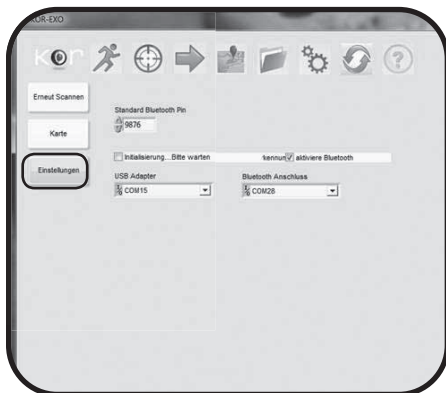 KOR-EXO
KOR
Erneut Scannen
Karte
Einstellungen
Standard Bluetooth Pin
9876
Initialisierung...Bitte warten
kennun
aktiviere Bluetooth
USB Adapter
COM15
Bluetooth Anschluss
COM28
?